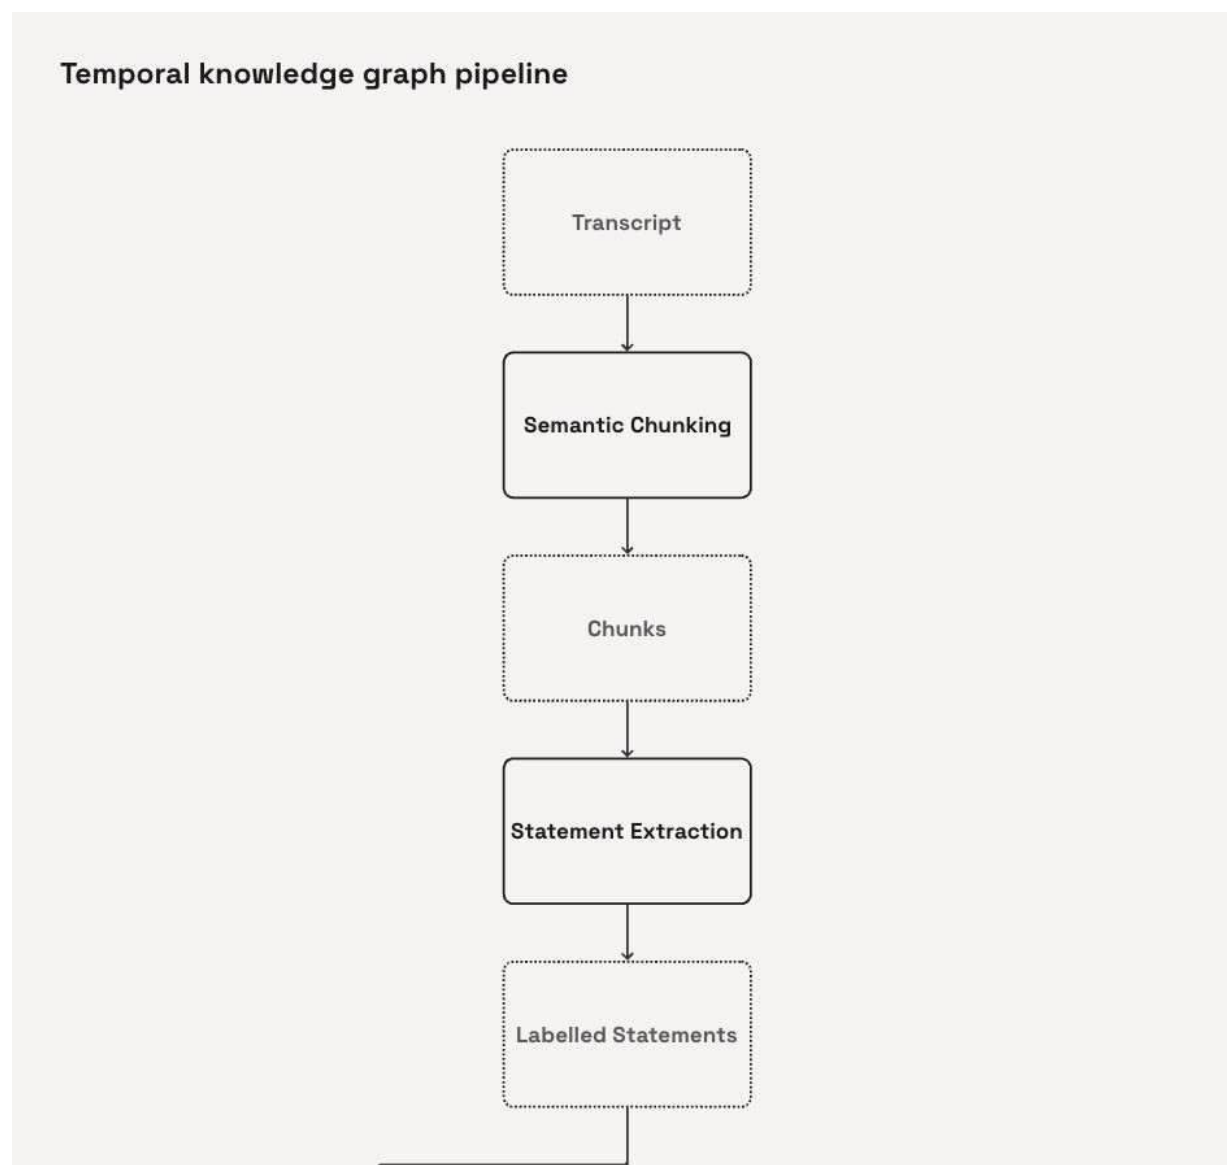 Temporal knowledge graph pipeline
Transcript
Semantic Chunking
Chunks
Statement Extraction
Labelled Statements